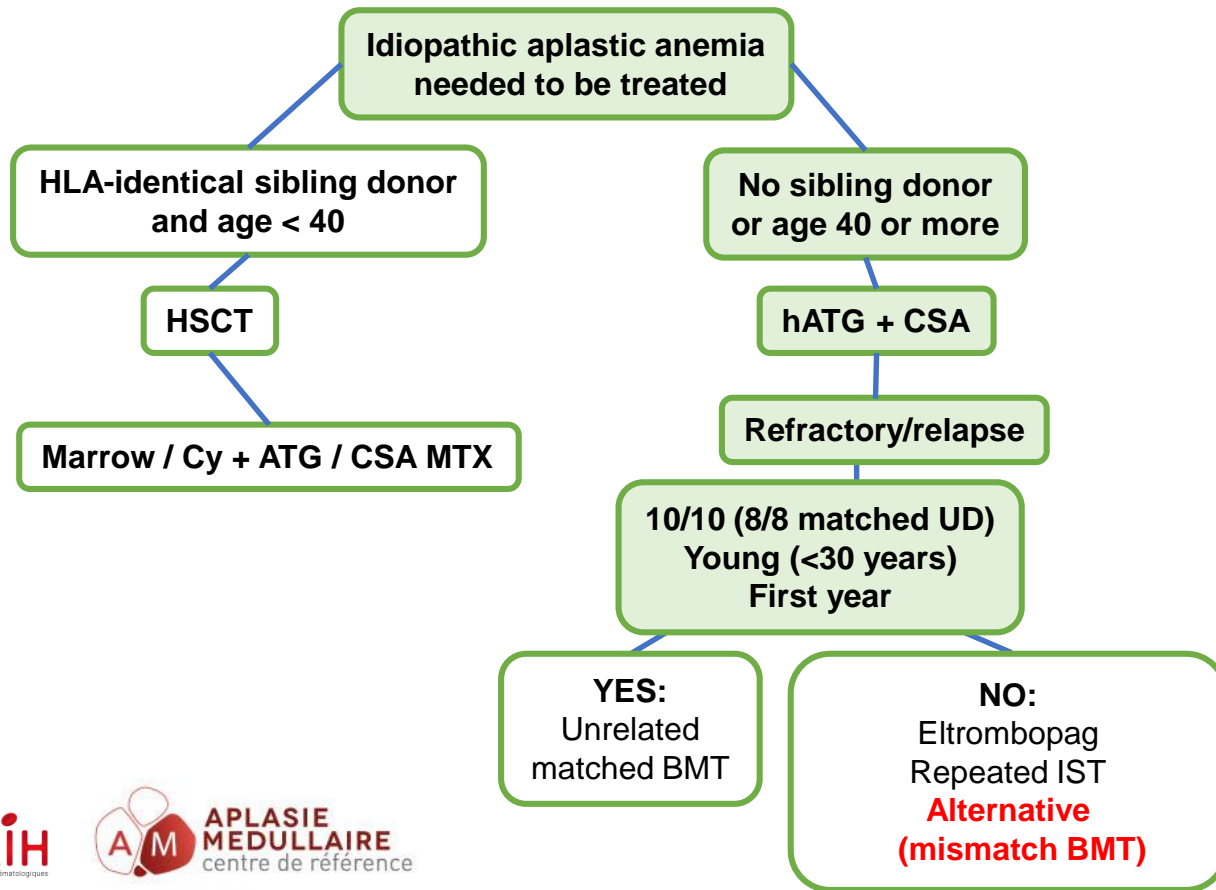 Idiopathic aplastic anemia
needed to be treated
HLA-identical sibling donor
and age < 40
No sibling donor
or age 40 or more
HSCT
hATG + CSA
Marrow / Cy + ATG / CSA MTX
Refractory/relapse
10/10 (8/8 matched UD)
Young (<30 years)
First year
YES:
Unrelated
matched BMT
NO:
Eltrombopag
Repeated IST
Alternative
(mismatch BMT)
iH
ématologiques
AM
APLASIE
MEDULLAIRE
centre de référence